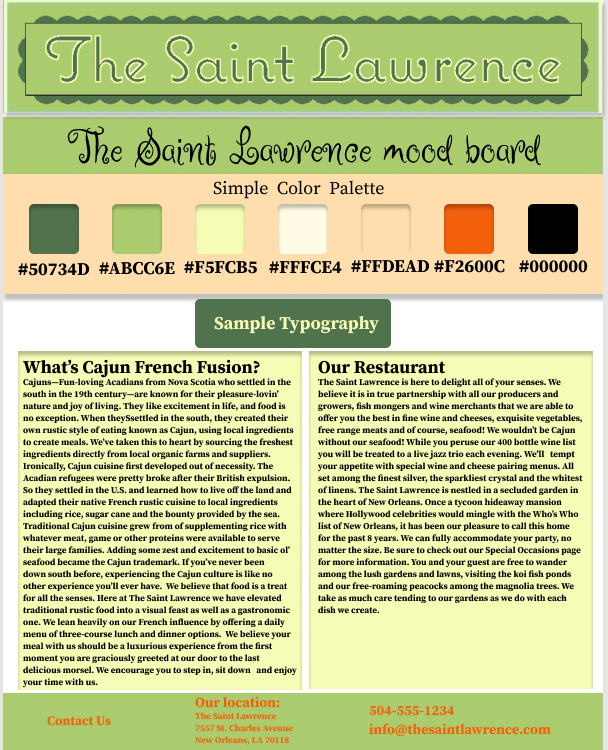 The Saint Lawrence
The Saint Lawrence mood board
Simple Color Palette
#50734D #ABCC6E #F5FCB5 #FFFCE4 #FFDEAD #F2600C #000000
Sample Typography
What's Cajun French Fusion?
Cajuns—Fun-loving Acadians from Nova Scotia who settled in the
south in the 19th century—are known for their pleasure-lovin'
nature and joy of living. They like excitement in life, and food is
no exception. When theySsettled in the south, they created their
own rustic style of eating known as Cajun, using local ingredients
to create meals. We've taken this to heart by sourcing the freshest
ingredients directly from local organic farms and suppliers.
Ironically, Cajun cuisine first developed out of necessity. The
Acadian refugees were pretty broke after their British expulsion.
So they settled in the U.S. and learned how to live off the land and
adapted their native French rustic cuisine to local ingredients
including rice, sugar cane and the bounty provided by the sea.
Traditional Cajun cuisine grew from of supplementing rice with
whatever meat, game or other proteins were available to serve
their large families. Adding some zest and excitement to basic ol'
seafood became the Cajun trademark. If you've never been
down south before, experiencing the Cajun culture is like no
other experience you'll ever have. We believe that food is a treat
for all the senses. Here at The Saint Lawrence we have elevated
traditional rustic food into a visual feast as well as a gastronomic
one. We lean heavily on our French influence by offering a daily
menu of three-course lunch and dinner options. We believe your
meal with us should be a luxurious experience from the first
moment you are graciously greeted at our door to the last
delicious morsel. We encourage you to step in, sit down and enjoy
your time with us.
Our Restaurant
The Saint Lawrence is here to delight all of your senses. We
believe it is in true partnership with all our producers and
growers, fish mongers and wine merchants that we are able to
offer you the best in fine wine and cheeses, exquisite vegetables,
free range meats and of course, seafood! We wouldn't be Cajun
without our seafood! While you peruse our 400 bottle wine list
you will be treated to a live jazz trio each evening. We'll tempt
your appetite with special wine and cheese pairing menus. All
set among the finest silver, the sparkliest crystal and the whitest
of linens. The Saint Lawrence is nestled in a secluded garden in
the heart of New Orleans. Once a tycoon hideaway mansion
where Hollywood celebrities would mingle with the Who's Who
list of New Orleans, it has been our pleasure to call this home
for the past 8 years. We can fully accommodate your party, no
matter the size. Be sure to check out our Special Occasions page
for more information. You and your guest are free to wander
among the lush gardens and lawns, visiting the koi fish ponds
and our free-roaming peacocks among the magnolia trees. We
take as much care tending to our gardens as we do with each
dish we create.
Contact Us
Our location:
The Saint Lawrence
7557 St. Charles Avenue
New Orleans, LA 70118
504-555-1234
info@thesaintlawrence.com